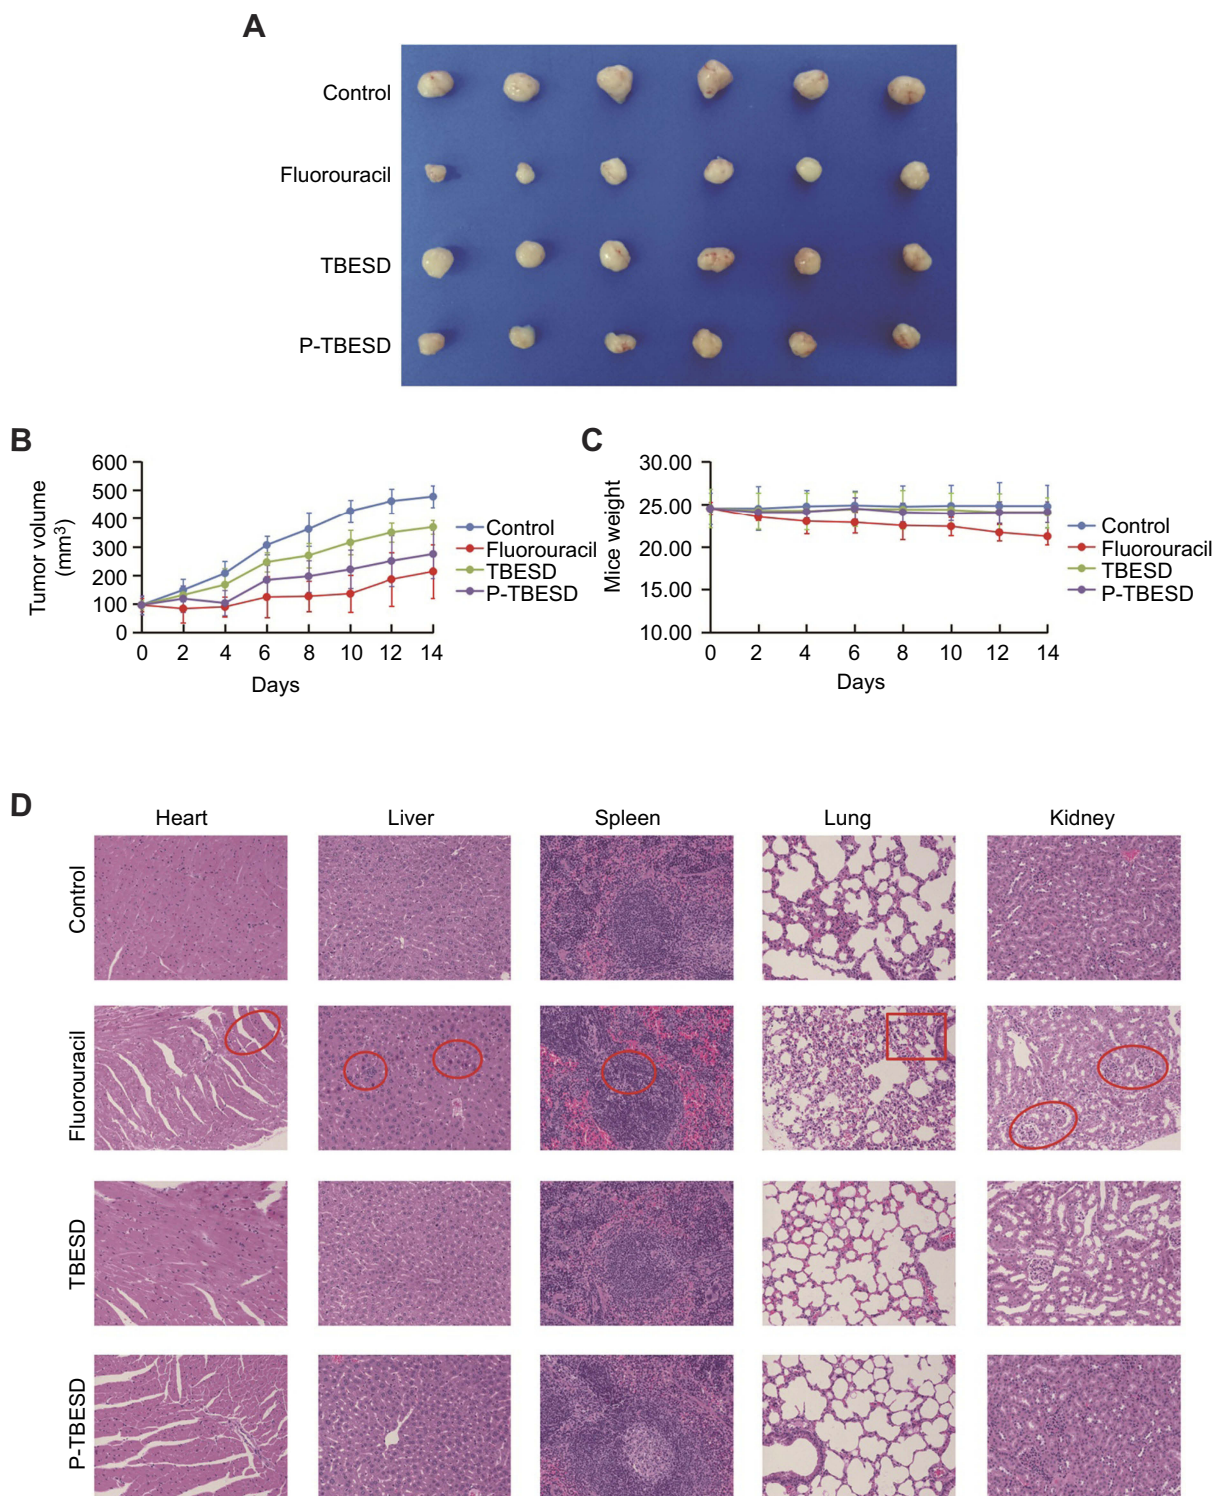 A
Control
Fluorouracil
TBESD
P-TBESD
B
Tumor volume
(mm³)
600
500
400
300
200
100
0
0 2 4 6 8 10 12 14
Days
Control
Fluorouracil
TBESD
P-TBESD
C
Mice weight
30.00
25.00
20.00
15.00
10.00
0 2 4 6 8 10 12 14
Days
Control
Fluorouracil
TBESD
P-TBESD
D
Heart Liver Spleen Lung Kidney
Control
Fluorouracil
TBESD
P-TBESD